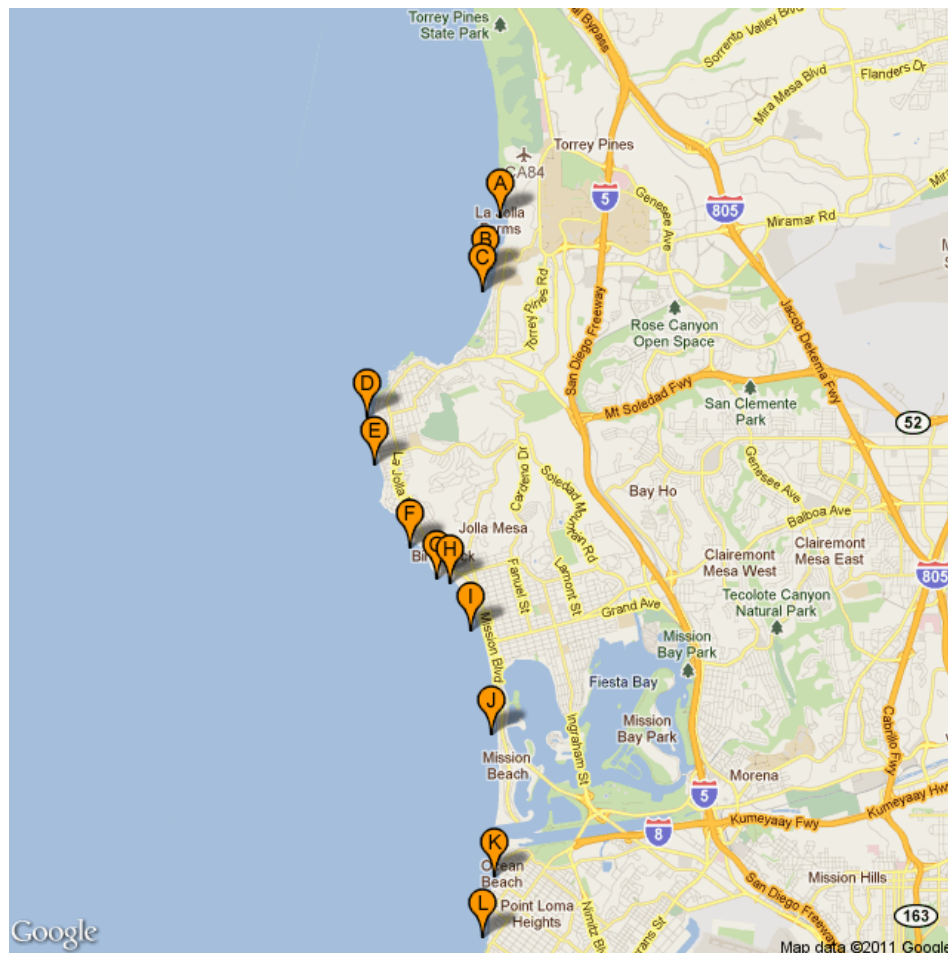 Torrey Pines
State Park
al Bypass
Sorrento Valley Blvd
Flanders Dr
Mira Mesa Blvd
Torrey Pines
CA84
A
5
Genesee Ave
805
Miramar Rd
La Jolla
Farms
B
C
Torrey Pines Rd
San Diego Freeway
Rose Canyon
Open Space
Jacob Dekema Fwy
D
Mt Soledad Fwy
San Clemente
Park
52
E
La Jolla
Cardeno Dr
Soledad Mountain Rd
Bay Ho
Genesee Ave
Balboa Ave
F
Jolla Mesa
G
H
Clairemont
Mesa West
Clairemont
Mesa East
805
Fanuel St
Lamont St
Tecolote Canyon
Natural Park
I
Grand Ave
Mission Blvd
Mission
Bay Park
Fiesta Bay
J
Ingraham St
Mission
Bay Park
Cabrillo Fwy
Mission
Beach
Morena
5
Kumeyaay Hw
8
Kumeyaay Fwy
K
Ocean
Beach
Mission Hills
San Diego Freeway
L
Point Loma
Heights
Nimitz Blv
163
Google
Map data ©2011 Google